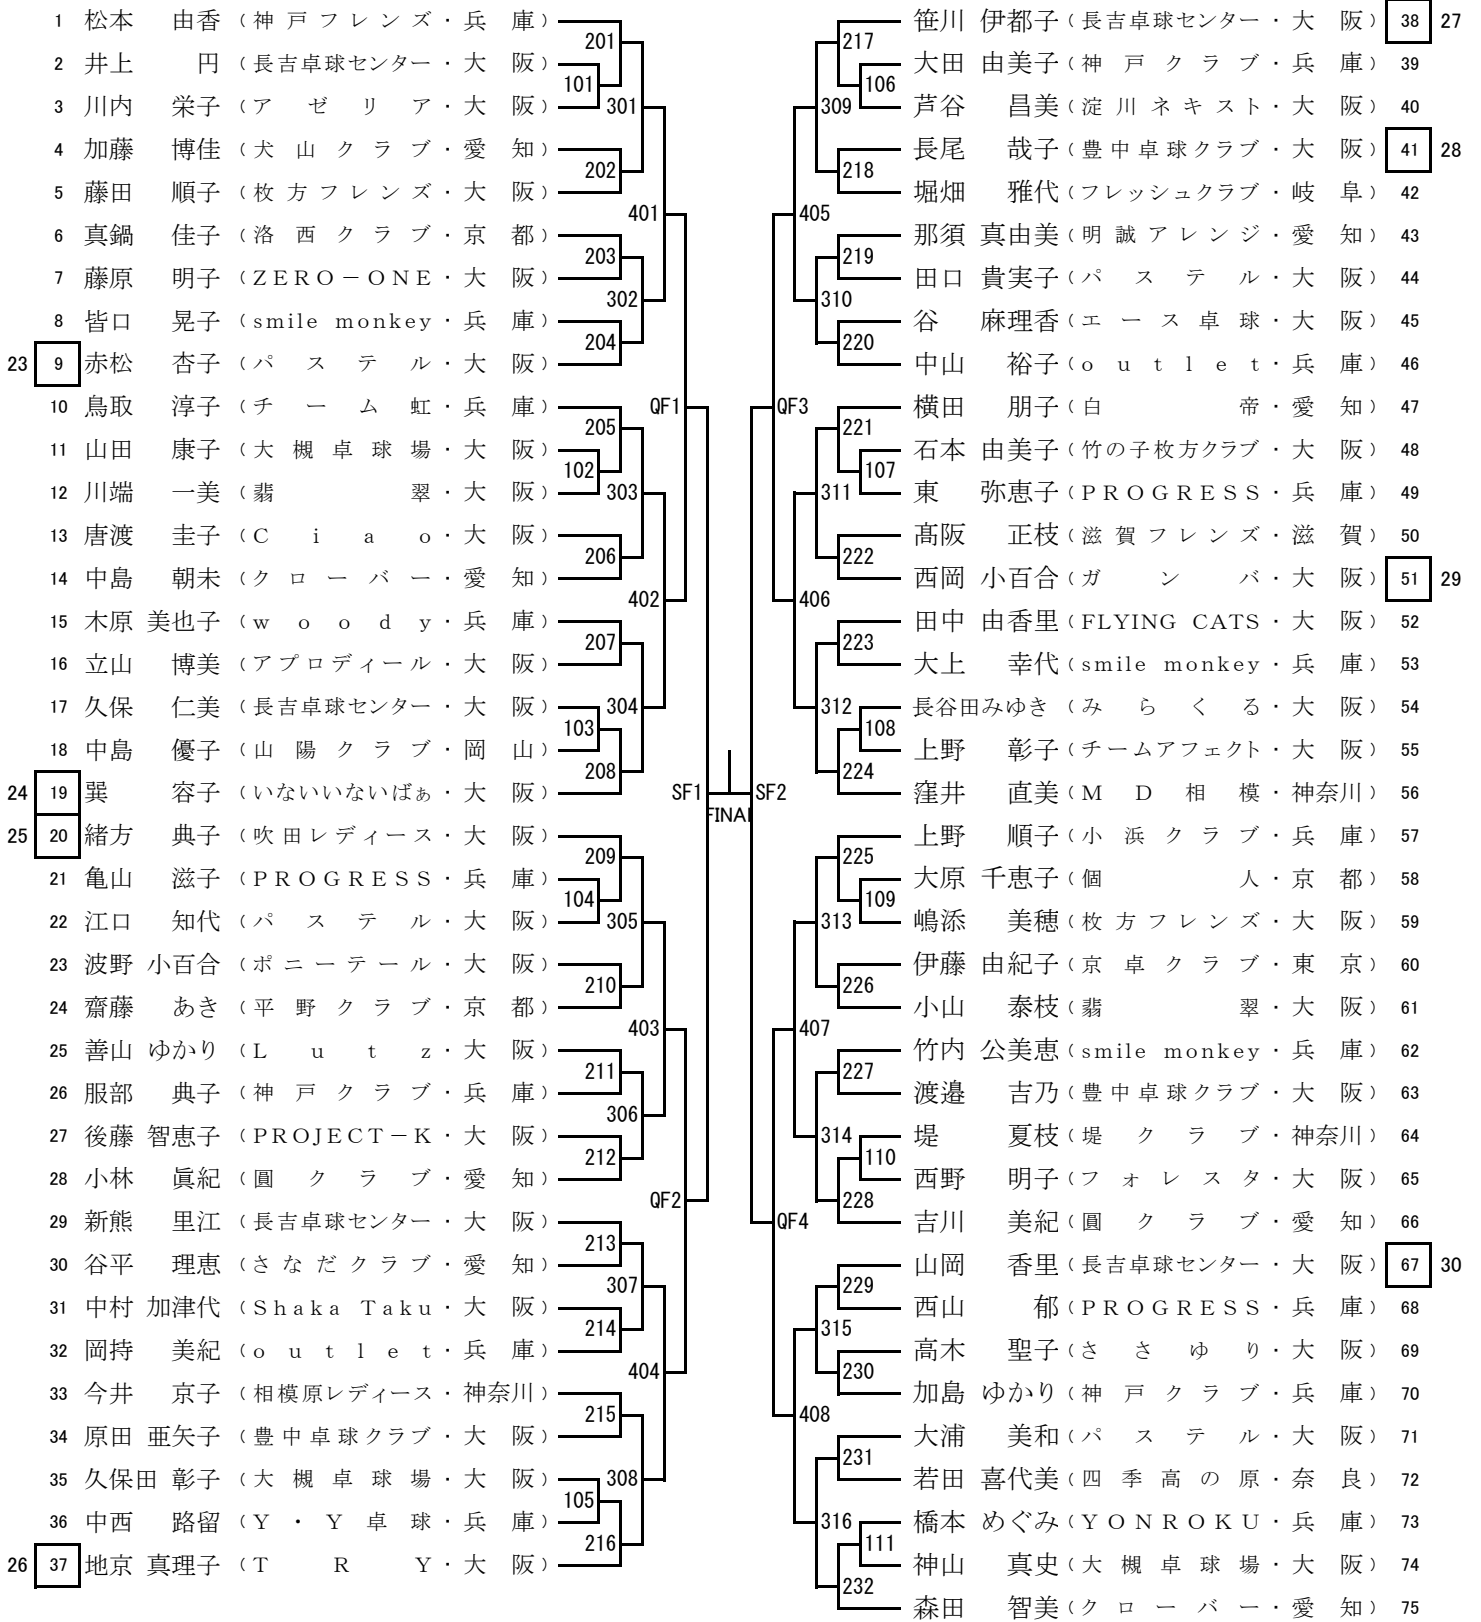 1 松本 由香 (神戸フレンズ・兵庫)
2 井上 円 (長吉卓球センター・大阪)
3 川内 栄子 (アゼリア・大阪)
4 加藤 博佳 (犬山クラブ・愛知)
5 藤田 順子 (枚方フレンズ・大阪)
6 真鍋 佳子 (洛西クラブ・京都)
7 藤原 明子 (ZERO－ONE・大阪)
8 皆口 晃子 (smile monkey・兵庫)
23 9 赤松 杏子 (パステル・大阪)
10 鳥取 淳子 (チーム虹・兵庫)
11 山田 康子 (大槻卓球場・大阪)
12 川端 一美 (翡翠・大阪)
13 唐渡 圭子 (Ciao・大阪)
14 中島 朝未 (クローバー・愛知)
15 木原 美也子 (woody・兵庫)
16 立山 博美 (アプロディール・大阪)
17 久保 仁美 (長吉卓球センター・大阪)
18 中島 優子 (山陽クラブ・岡山)
24 19 巽 容子 (いないいないばぁ・大阪)
25 20 緒方 典子 (吹田レディース・大阪)
21 亀山 滋子 (PROGRESS・兵庫)
22 江口 知代 (パステル・大阪)
23 波野 小百合 (ポニーテール・大阪)
24 齋藤 あき (平野クラブ・京都)
25 善山 ゆかり (Lutz・大阪)
26 服部 典子 (神戸クラブ・兵庫)
27 後藤 智恵子 (PROJECT－K・大阪)
28 小林 眞紀 (圓クラブ・愛知)
29 新熊 里江 (長吉卓球センター・大阪)
30 谷平 理恵 (さなだクラブ・愛知)
31 中村 加津代 (Shaka Taku・大阪)
32 岡持 美紀 (outlet・兵庫)
33 今井 京子 (相模原レディース・神奈川)
34 原田 亜矢子 (豊中卓球クラブ・大阪)
35 久保田 彰子 (大槻卓球場・大阪)
36 中西 路留 (Y・Y卓球・兵庫)
26 37 地京 真理子 (TRY・大阪)
201
101
301
202
401
203
302
204
QF1
205
102
303
206
402
207
304
103
208
SF1
FINAL
209
104
305
210
403
211
306
212
QF2
213
307
214
404
215
308
105
216
217
106
309
218
405
219
310
220
QF3
221
107
311
222
406
223
312
108
224
SF2
225
109
313
226
407
227
314
110
228
QF4
229
315
230
408
231
316
111
232
笹川 伊都子 (長吉卓球センター・大阪) 38 27
大田 由美子 (神戸クラブ・兵庫) 39
芦谷 昌美 (淀川ネキスト・大阪) 40
長尾 哉子 (豊中卓球クラブ・大阪) 41 28
堀畑 雅代 (フレッシュクラブ・岐阜) 42
那須 真由美 (明誠アレンジ・愛知) 43
田口 貴実子 (パステル・大阪) 44
谷 麻理香 (エース卓球・大阪) 45
中山 裕子 (outlet・兵庫) 46
横田 朋子 (白帝・愛知) 47
石本 由美子 (竹の子枚方クラブ・大阪) 48
東 弥恵子 (PROGRESS・兵庫) 49
髙阪 正枝 (滋賀フレンズ・滋賀) 50
西岡 小百合 (ガンバ・大阪) 51 29
田中 由香里 (FLYING CATS・大阪) 52
大上 幸代 (smile monkey・兵庫) 53
長谷田みゆき (みらくる・大阪) 54
上野 彰子 (チームアフェクト・大阪) 55
窪井 直美 (MD相模・神奈川) 56
上野 順子 (小浜クラブ・兵庫) 57
大原 千恵子 (個人・京都) 58
嶋添 美穂 (枚方フレンズ・大阪) 59
伊藤 由紀子 (京卓クラブ・東京) 60
小山 泰枝 (翡翠・大阪) 61
竹内 公美恵 (smile monkey・兵庫) 62
渡邉 吉乃 (豊中卓球クラブ・大阪) 63
堤 夏枝 (堤クラブ・神奈川) 64
西野 明子 (フォレスタ・大阪) 65
吉川 美紀 (圓クラブ・愛知) 66
山岡 香里 (長吉卓球センター・大阪) 67 30
西山 郁 (PROGRESS・兵庫) 68
高木 聖子 (ささゆり・大阪) 69
加島 ゆかり (神戸クラブ・兵庫) 70
大浦 美和 (パステル・大阪) 71
若田 喜代美 (四季高の原・奈良) 72
橋本 めぐみ (YONROKU・兵庫) 73
神山 真史 (大槻卓球場・大阪) 74
森田 智美 (クローバー・愛知) 75